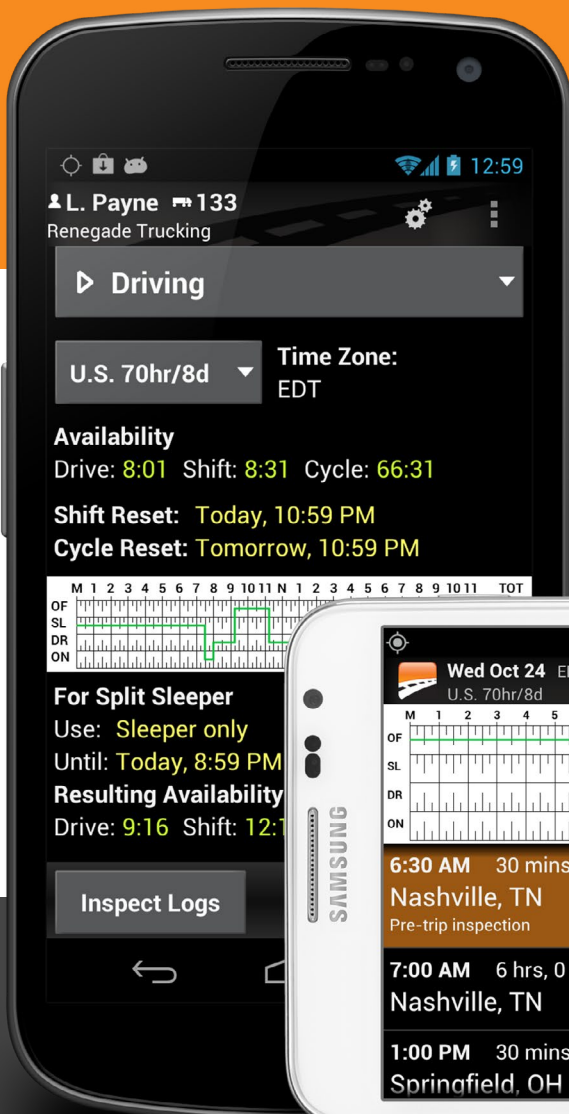 12:59
L. Payne 133
Renegade Trucking
Driving
U.S. 70hr/8d
Time Zone:
EDT
Availability
Drive: 8:01 Shift: 8:31 Cycle: 66:31
Shift Reset: Today, 10:59 PM
Cycle Reset: Tomorrow, 10:59 PM
M 1 2 3 4 5 6 7 8 9 10 11 N 1 2 3 4 5 6 7 8 9 10 11 TOT
OF
SL
DR
ON
For Split Sleeper
Use: Sleeper only
Until: Today, 8:59 PM
Resulting Availability
Drive: 9:16 Shift:
Inspect Logs
SAMSUNG
Wed Oct 24
U.S. 70hr/8d
M 1 2 3 4 5
OF
SL
DR
ON
6:30 AM 30 mins
Nashville, TN
Pre-trip inspection
7:00 AM 6 hrs, 0
Nashville, TN
1:00 PM 30 mins
Springfield, OH